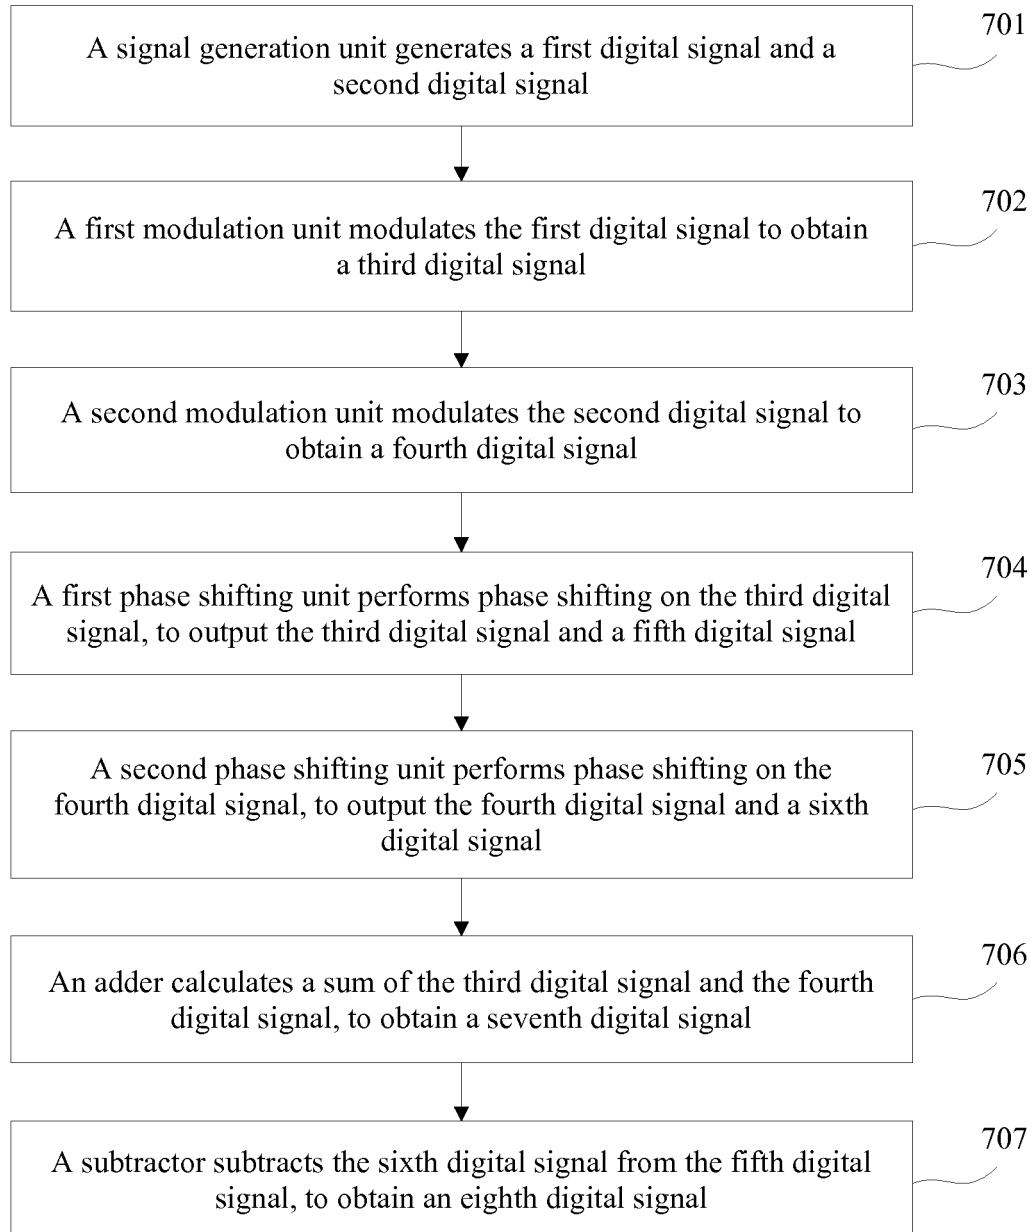 A signal generation unit generates a first digital signal and a
second digital signal
701
A first modulation unit modulates the first digital signal to obtain
a third digital signal
702
A second modulation unit modulates the second digital signal to
obtain a fourth digital signal
703
A first phase shifting unit performs phase shifting on the third digital
signal, to output the third digital signal and a fifth digital signal
704
A second phase shifting unit performs phase shifting on the
fourth digital signal, to output the fourth digital signal and a sixth
digital signal
705
An adder calculates a sum of the third digital signal and the fourth
digital signal, to obtain a seventh digital signal
706
A subtractor subtracts the sixth digital signal from the fifth digital
signal, to obtain an eighth digital signal
707